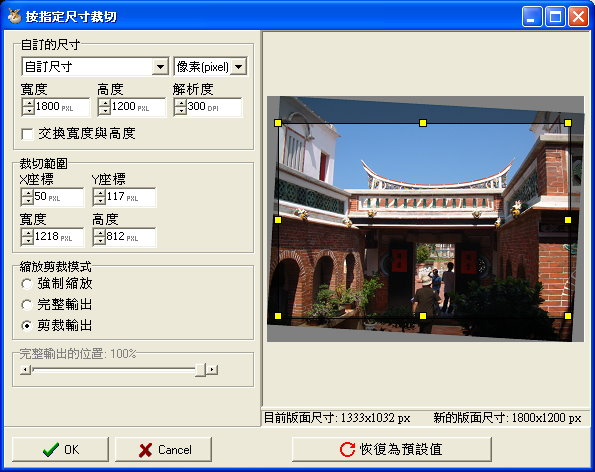 按指定尺寸裁切
自訂的尺寸
自訂尺寸 像素(pixel)
寬度 高度 解析度
1800 PXL 1200 PXL 300 DPI
交換寬度與高度
裁切範圍
X座標 Y座標
50 PXL 117 PXL
寬度 高度
1218 PXL 812 PXL
縮放剪裁模式
強制縮放
完整輸出
剪裁輸出
完整輸出的位置: 100%
目前版面尺寸: 1333x1032 px 新的版面尺寸: 1800x1200 px
OK Cancel 恢復為預設值